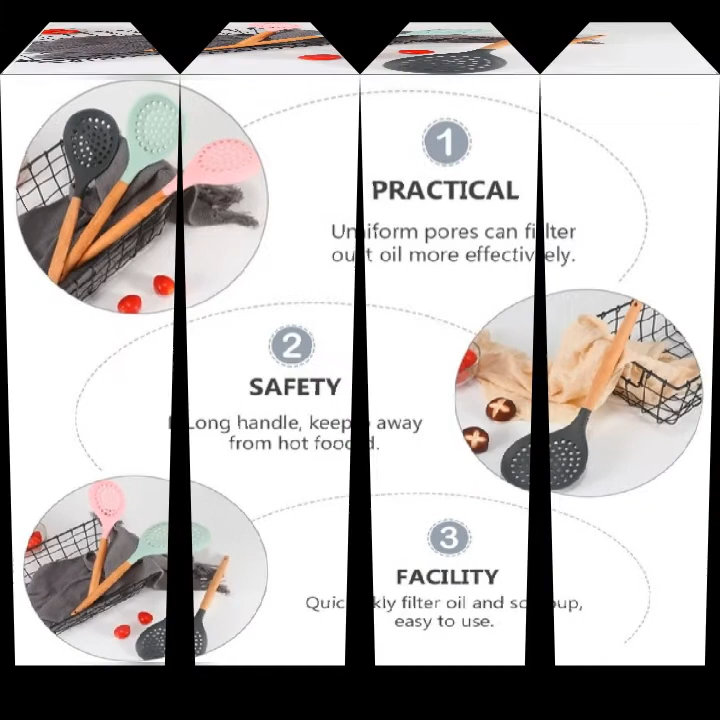 1
PRACTICAL
Uniform pores can filter
out oil more effectively.
2
SAFETY
Long handle, keep away
from hot food.
3
FACILITY
Quickly filter oil and soup,
easy to use.